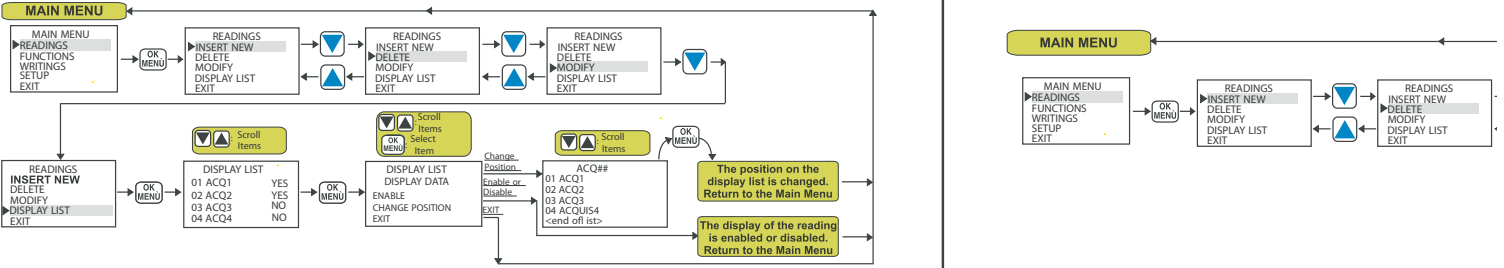 MAIN MENU
MAIN MENU
READINGS
FUNCTIONS
WRITINGS
SETUP
EXIT
OK
MENÙ
READINGS
INSERT NEW
DELETE
MODIFY
DISPLAY LIST
EXIT
READINGS
INSERT NEW
DELETE
MODIFY
DISPLAY LIST
EXIT
READINGS
INSERT NEW
DELETE
MODIFY
DISPLAY LIST
EXIT
READINGS
INSERT NEW
DELETE
MODIFY
DISPLAY LIST
EXIT
OK
MENÙ
: Scroll
Items
DISPLAY LIST
01 ACQ1 YES
02 ACQ2 YES
03 ACQ3 NO
04 ACQ4 NO
OK
MENÙ
: Scroll
Items
OK
MENÙ
: Select
Item
DISPLAY LIST
DISPLAY DATA
ENABLE
CHANGE POSITION
EXIT
Change
Position
Enable or
Disable
EXIT
: Scroll
Items
ACQ##
01 ACQ1
02 ACQ2
03 ACQ3
04 ACQUIS4
<end ofl ist>
OK
MENÙ
The position on the
display list is changed.
Return to the Main Menu
The display of the reading
is enabled or disabled.
Return to the Main Menu
MAIN MENU
MAIN MENU
READINGS
FUNCTIONS
WRITINGS
SETUP
EXIT
OK
MENÙ
READINGS
INSERT NEW
DELETE
MODIFY
DISPLAY LIST
EXIT
READINGS
INSERT NEW
DELETE
MODIFY
DISPLAY LIST
EXIT